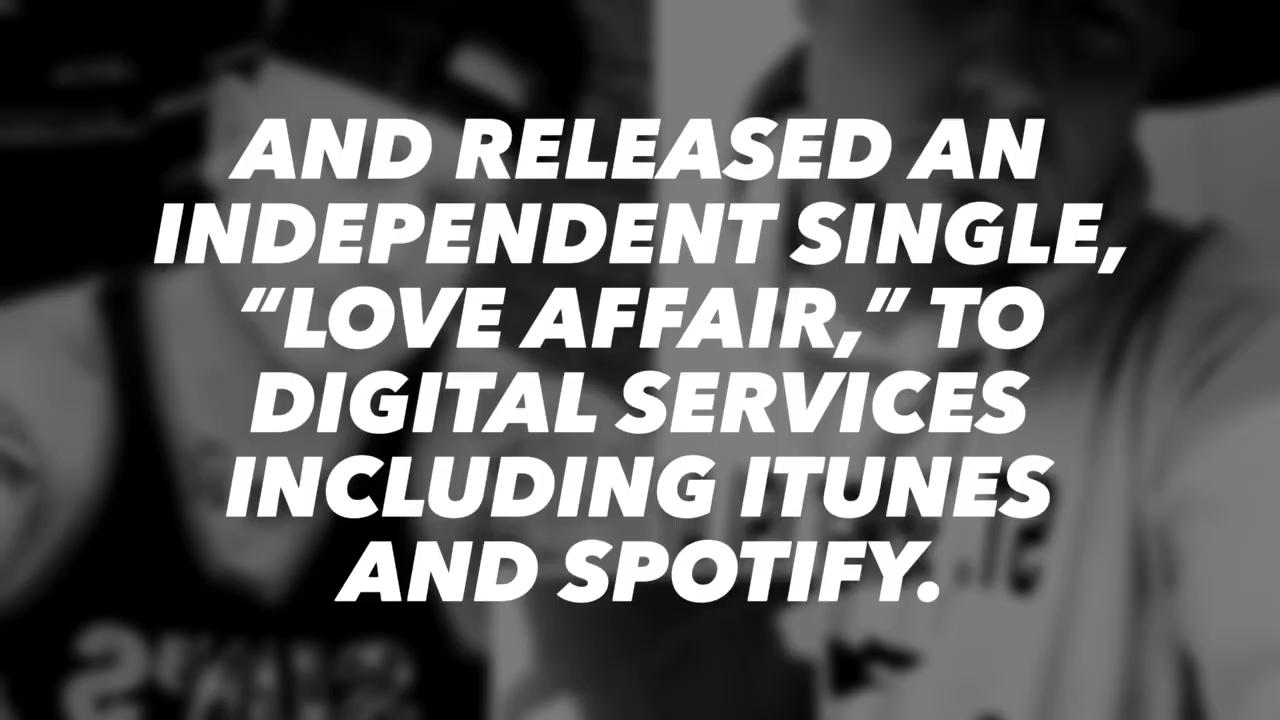 AND RELEASED AN
INDEPENDENT SINGLE,
“LOVE AFFAIR,” TO
DIGITAL SERVICES
INCLUDING ITUNES
AND SPOTIFY.